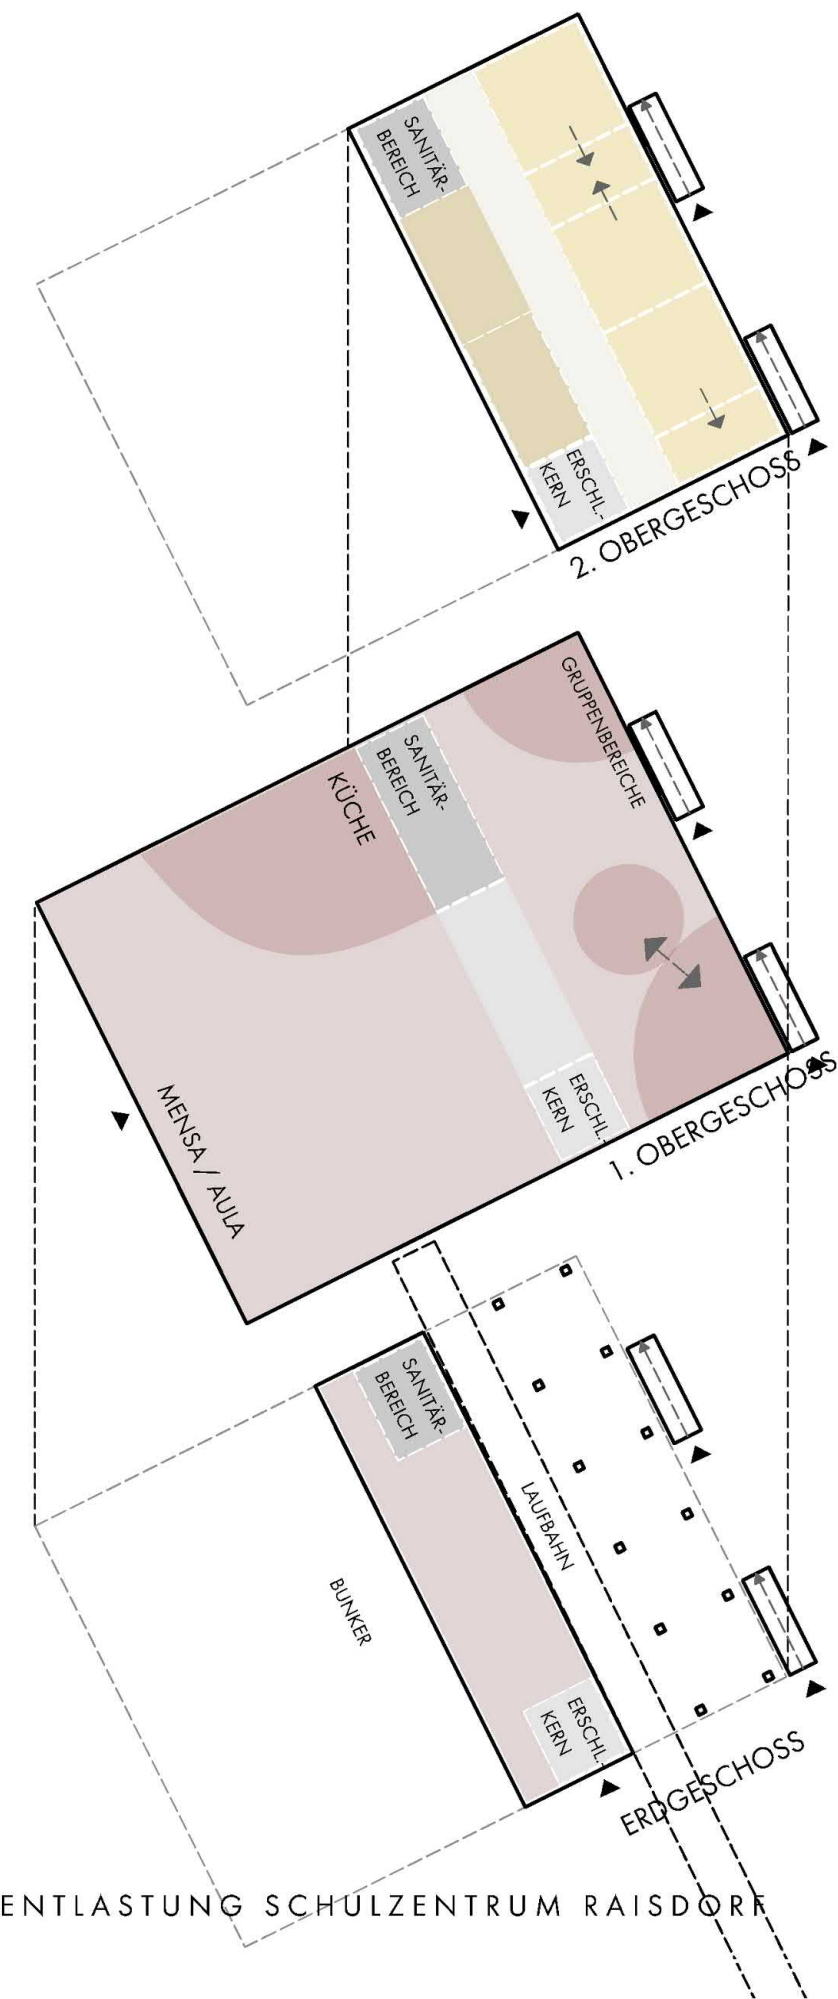 SANITÄR-
BEREICH
ERSCHL.-
KERN
2. OBERGESCHOSS
GRUPPENBEREICHE
SANITÄR-
BEREICH
KÜCHE
ERSCHL.
KERN
MENSA / AULA
1. OBERGESCHOSS
SANITÄR-
BEREICH
LAUFBAHN
BUNKER
ERSCHL.
KERN
ERDGESCHOSS
ENTLASTUNG SCHULZENTRUM RAISDORF